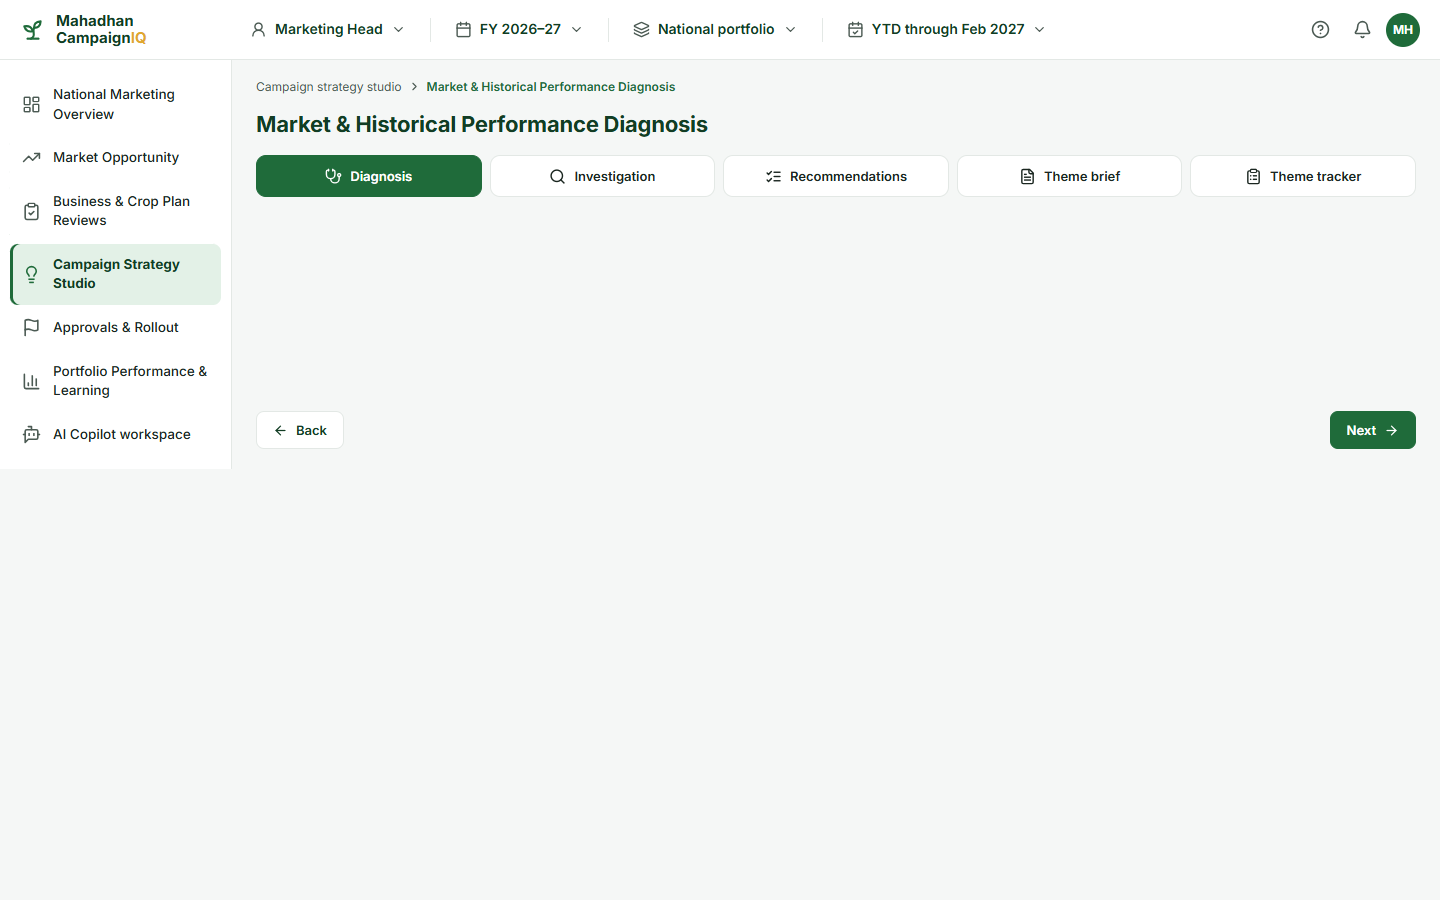 Mahadhan
CampaignIQ
Marketing Head
FY 2026–27
National portfolio
YTD through Feb 2027
MH
National Marketing
Overview
Market Opportunity
Business & Crop Plan
Reviews
Campaign Strategy
Studio
Approvals & Rollout
Portfolio Performance &
Learning
AI Copilot workspace
Campaign strategy studio > Market & Historical Performance Diagnosis
Market & Historical Performance Diagnosis
Diagnosis
Investigation
Recommendations
Theme brief
Theme tracker
Back
Next